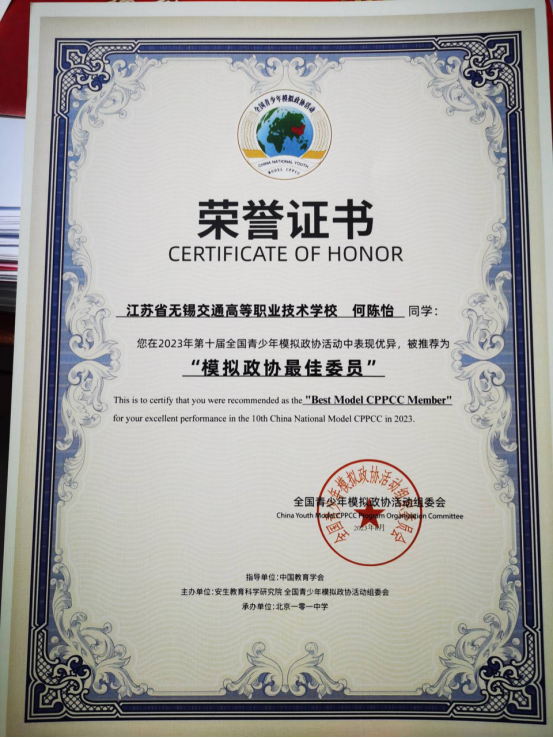 全国青少年模拟政协活动
CHINA NATIONAL YOUTH
MODEL CPPCC
荣誉证书
CERTIFICATE OF HONOR
江苏省无锡交通高等职业技术学校 何陈怡 同学：
您在2023年第十届全国青少年模拟政协活动中表现优异，被推荐为
“模拟政协最佳委员”
This is to certify that you were recommended as the "Best Model CPPCC Member"
for your excellent performance in the 10th China National Model CPPCC in 2023.
全国青少年模拟政协活动组委会
China Youth Model CPPCC Program Organization Committee
指导单位：中国教育学会
主办单位：安生教育科学研究院 全国青少年模拟政协活动组委会
承办单位：北京一零一中学